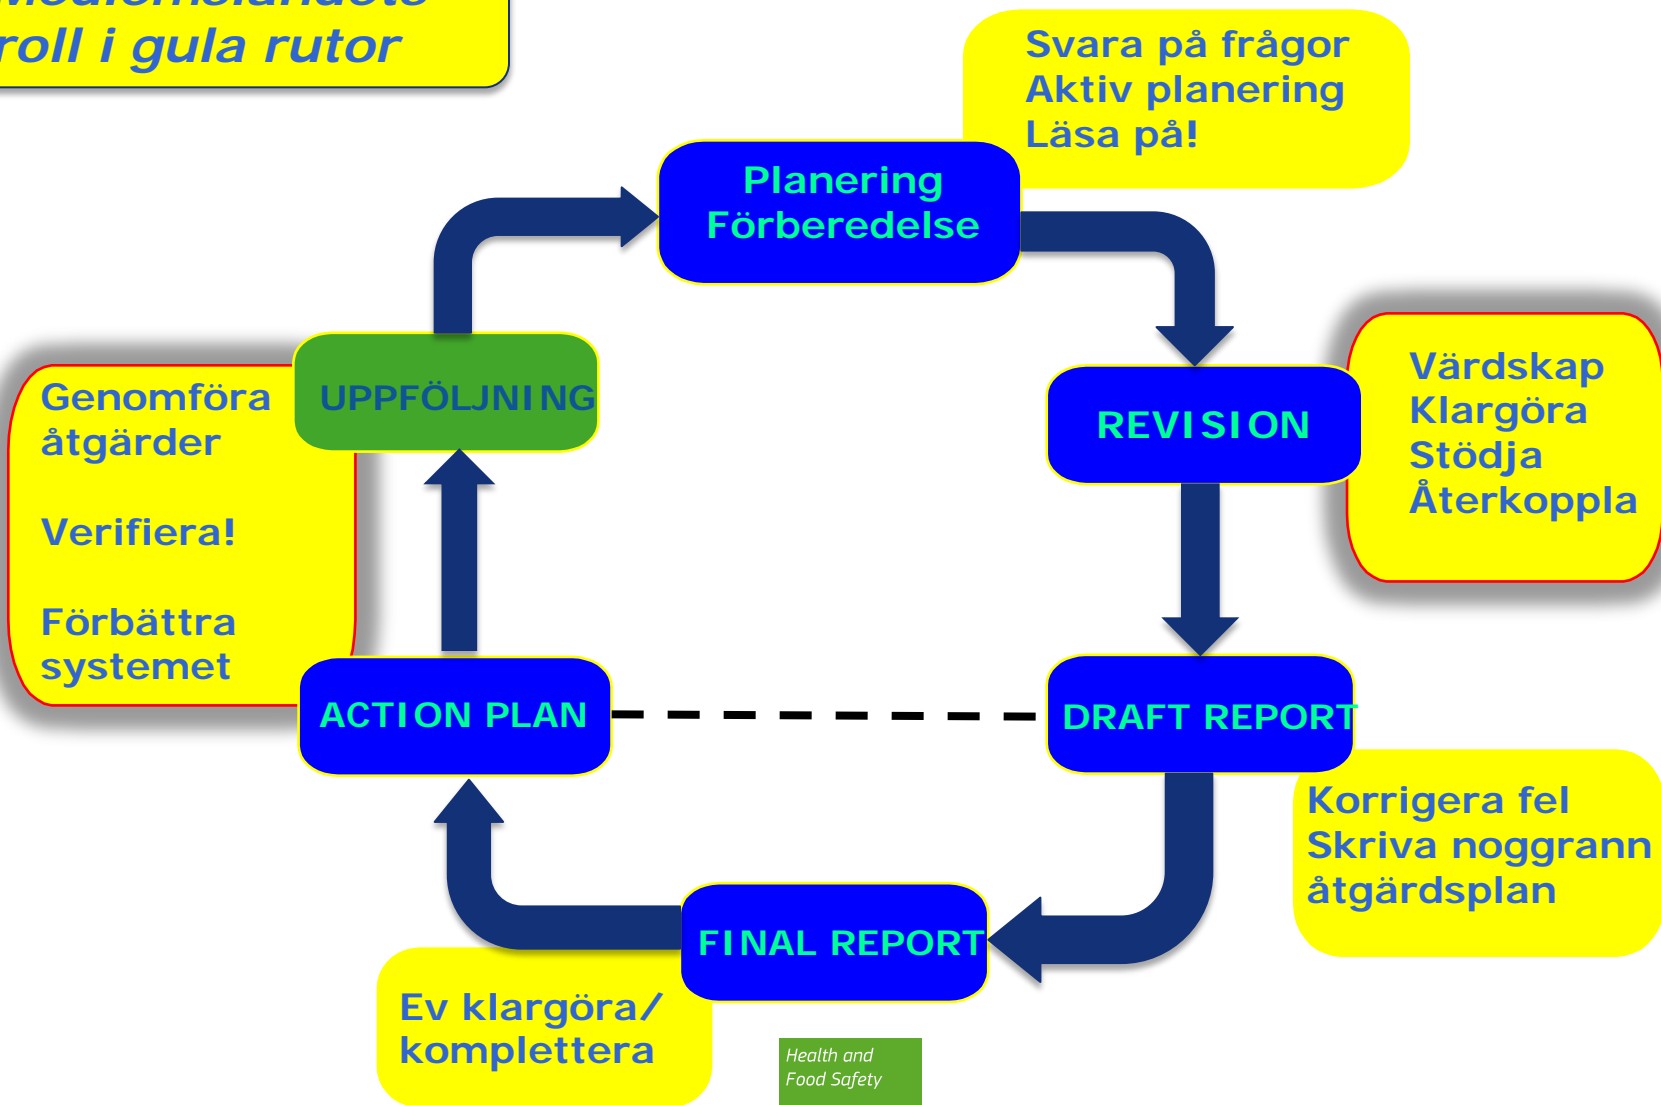 roll i gula rutor
Svara på frågor
Aktiv planering
Läsa på!
Planering
Förberedelse
UPPFÖLJNING
Genomföra
åtgärder
Verifiera!
Förbättra
systemet
REVISION
Värdskap
Klargöra
Stödja
Återkoppla
ACTION PLAN
DRAFT REPORT
Korrigera fel
Skriva noggrann
åtgärdsplan
FINAL REPORT
Ev klargöra/
komplettera
Health and
Food Safety